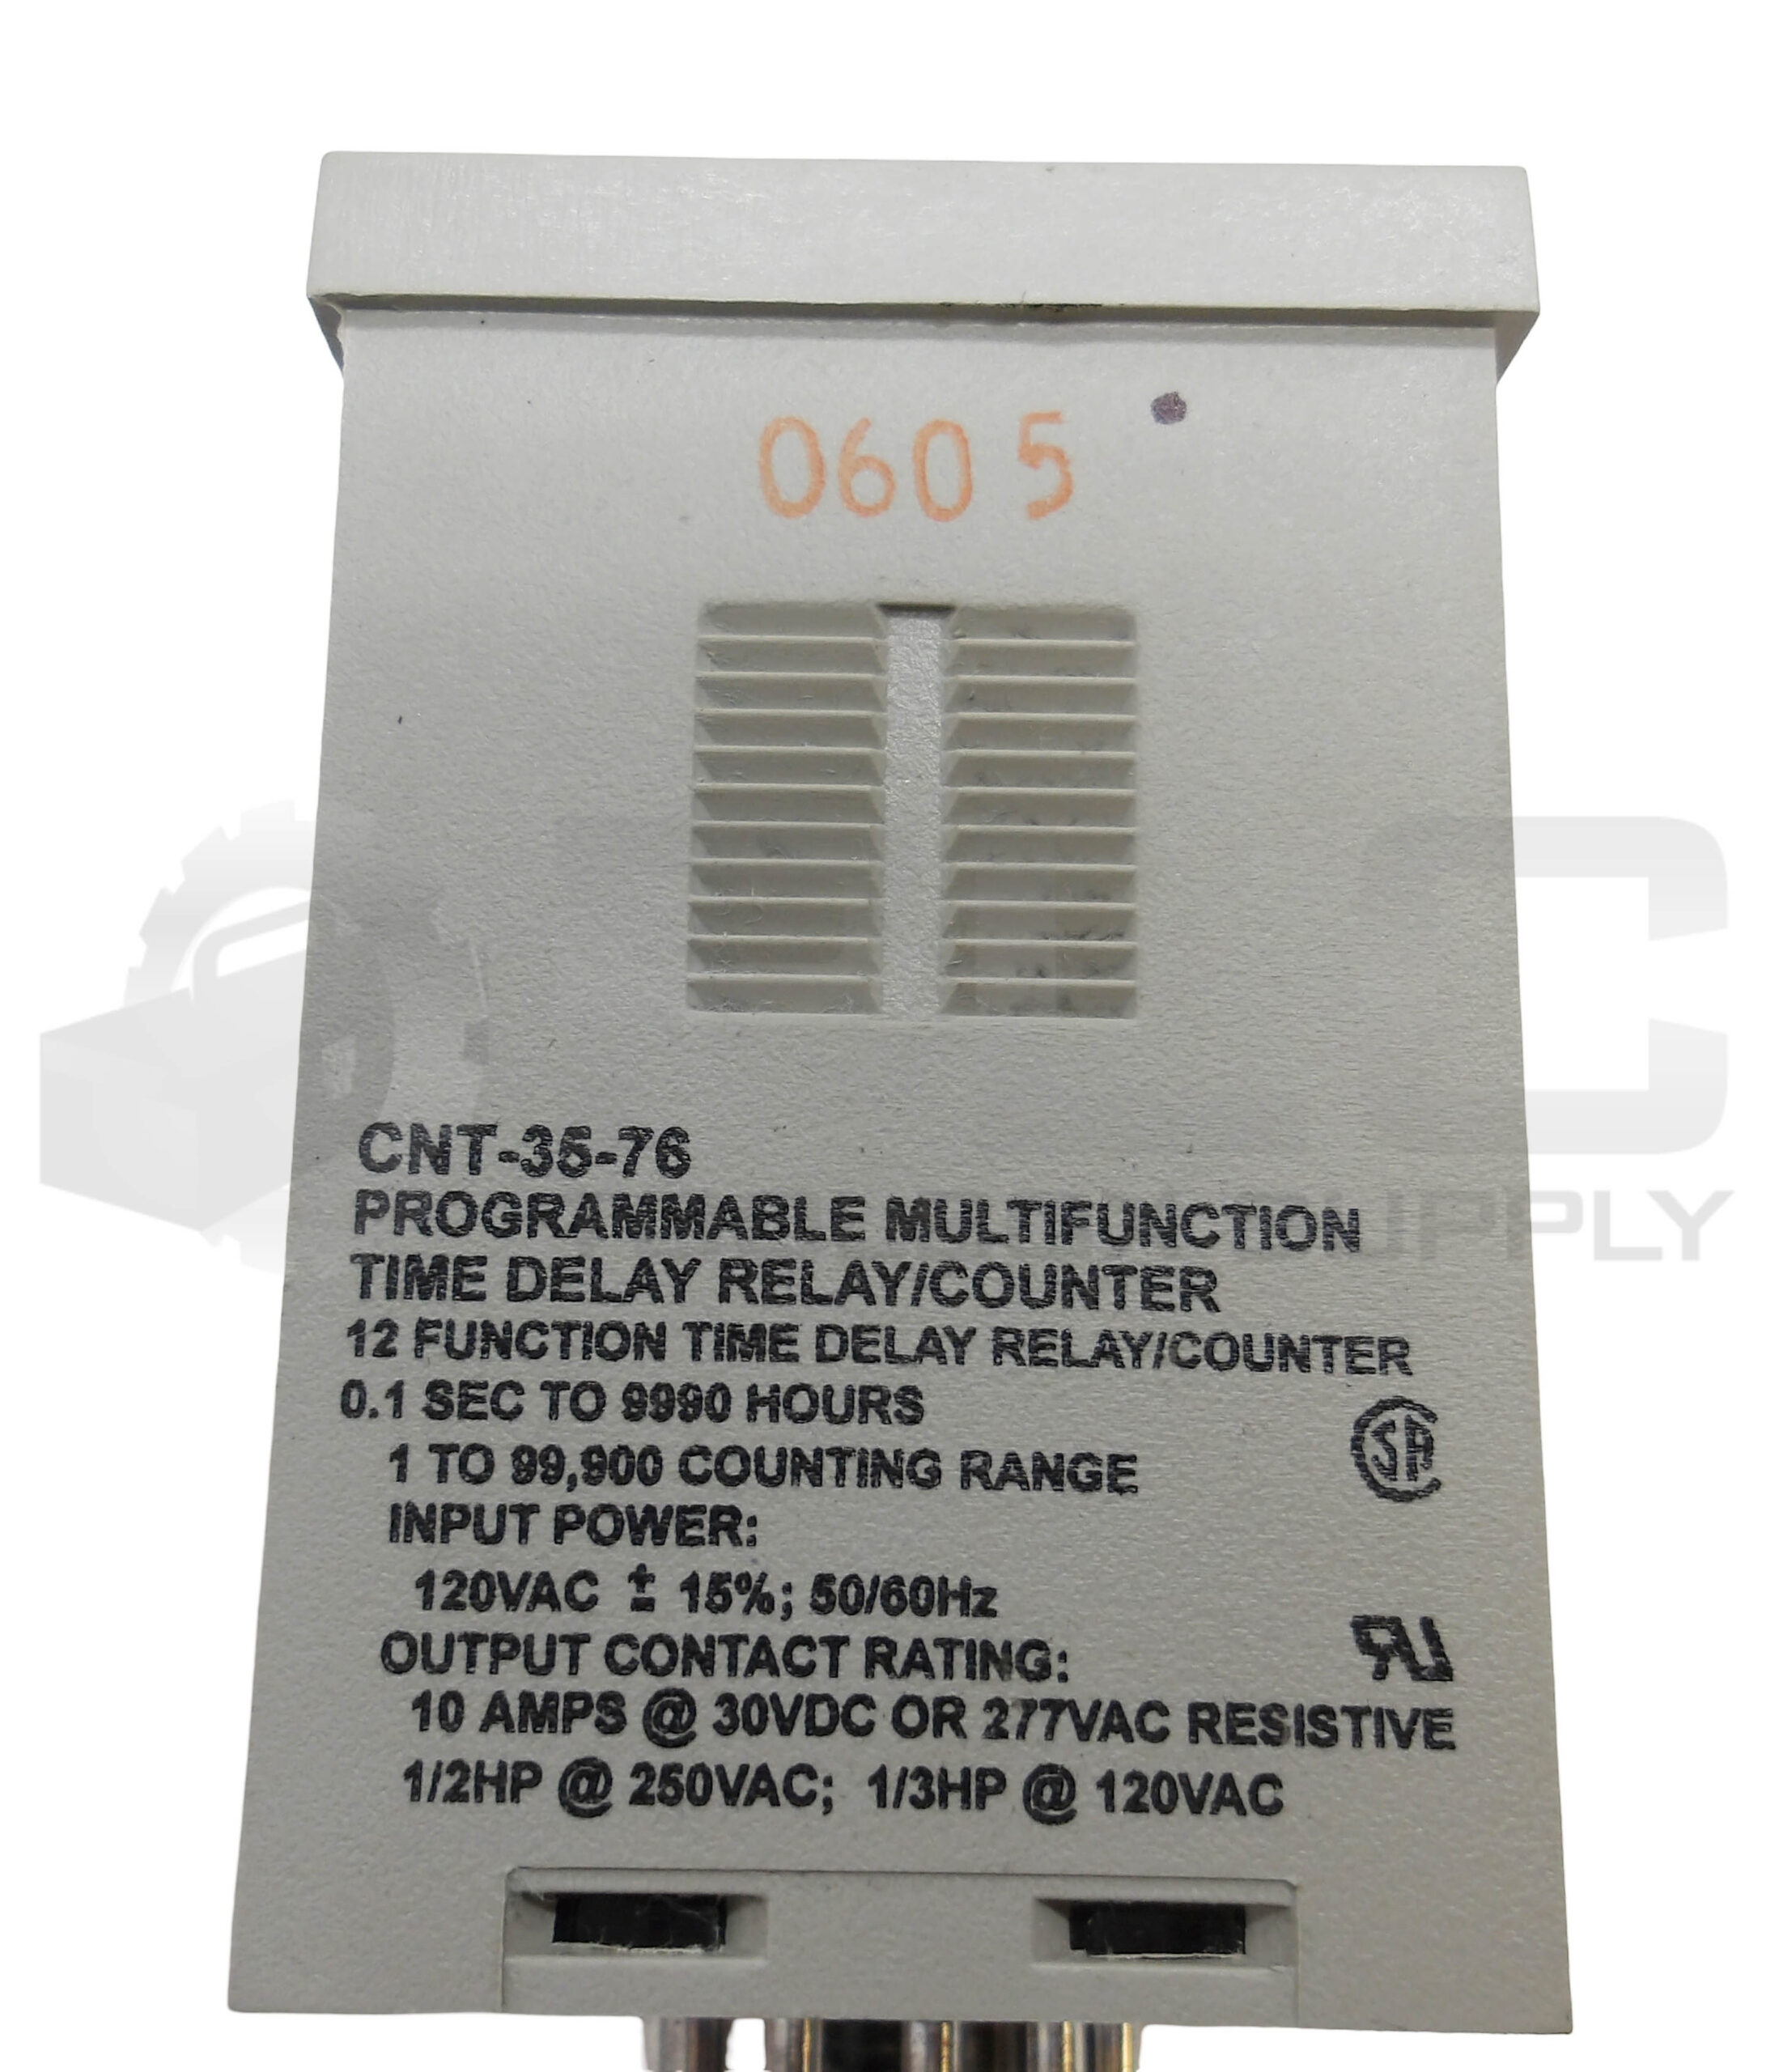 0605
CNT-35-76
PROGRAMMABLE MULTIFUNCTION
TIME DELAY RELAY/COUNTER
12 FUNCTION TIME DELAY RELAY/COUNTER
0.1 SEC TO 9990 HOURS
1 TO 99,900 COUNTING RANGE
INPUT POWER:
120VAC ± 15%; 50/60Hz
OUTPUT CONTACT RATING:
10 AMPS @ 30VDC OR 277VAC RESISTIVE
1/2HP @ 250VAC; 1/3HP @ 120VAC